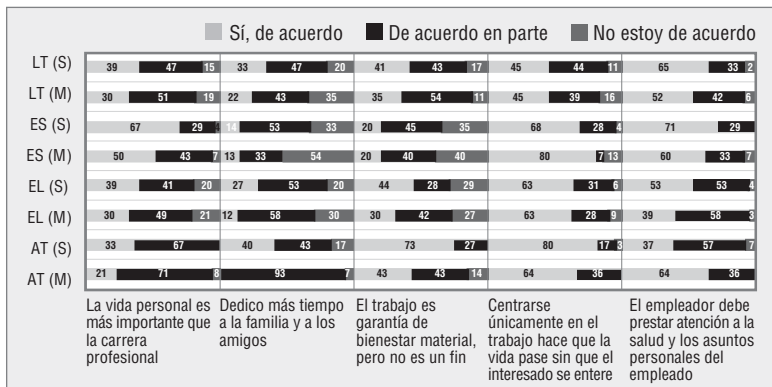 Sí, de acuerdo De acuerdo en parte No estoy de acuerdo
LT (S) 39 47 15 33 47 20 41 43 17 45 44 11 65 33 2
LT (M) 30 51 19 22 43 35 35 54 11 45 39 16 52 42 6
ES (S) 67 29 4 14 53 33 20 45 35 68 28 4 71 29
ES (M) 50 43 7 13 33 54 20 40 40 80 7 13 60 33 7
EL (S) 39 41 20 27 53 20 44 28 29 63 31 6 53 53 4
EL (M) 30 49 21 12 58 30 30 42 27 63 28 9 39 58 3
AT (S) 33 67 40 43 17 73 27 80 17 3 37 57 7
AT (M) 21 71 8 93 7 43 43 14 64 36 64 36
La vida personal es
más importante que
la carrera
profesional
Dedico más tiempo
a la familia y a los
amigos
El trabajo es
garantía de
bienestar material,
pero no es un fin
Centrarse
únicamente en el
trabajo hace que la
vida pase sin que el
interesado se entere
El empleador debe
prestar atención a la
salud y los asuntos
personales del
empleado